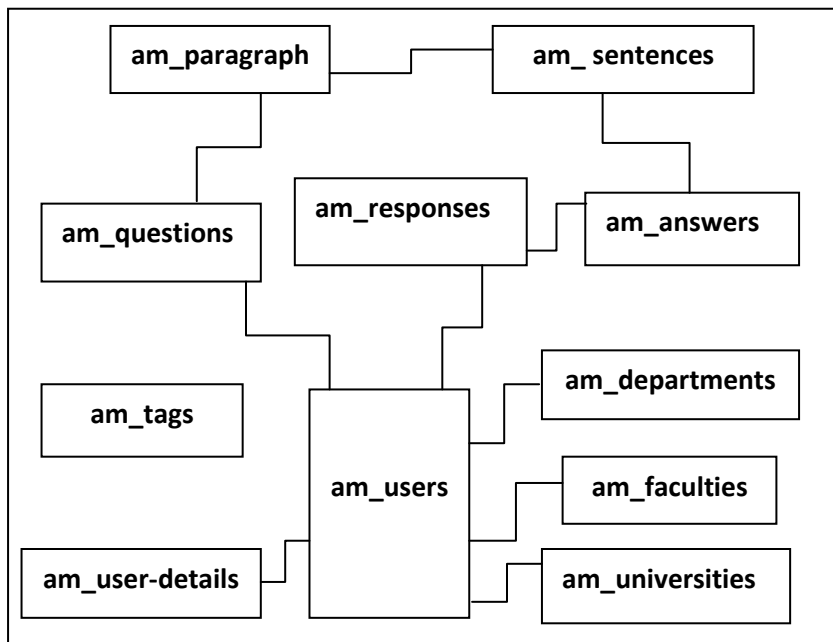 am_paragraph
am_ sentences
am_questions
am_responses
am_answers
am_tags
am_users
am_departments
am_faculties
am_user-details
am_universities